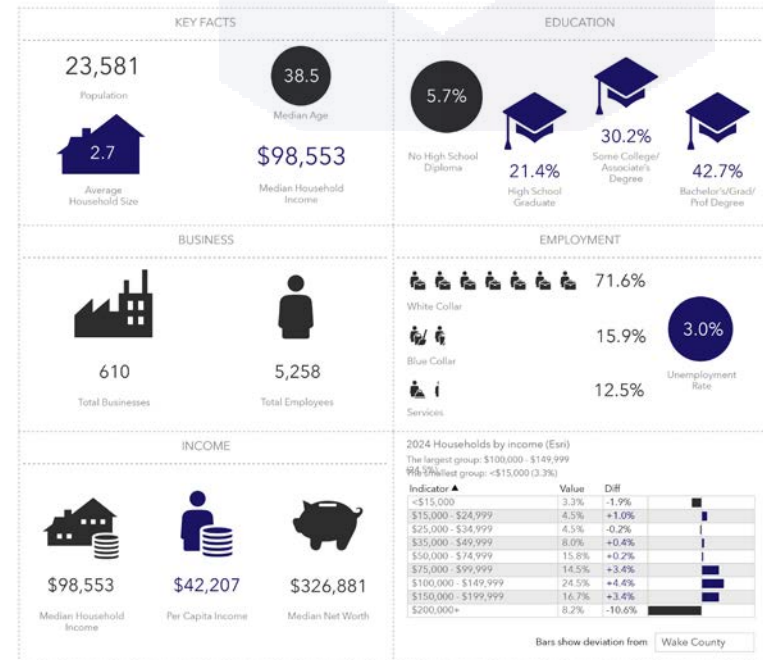 KEY FACTS
23,581
Population
38.5
Median Age
2.7
Average
Household Size
$98,553
Median Household
Income
EDUCATION
5.7%
No High School
Diploma
21.4%
High School
Graduate
30.2%
Some College/
Associate's
Degree
42.7%
Bachelor's/Grad/
Prof Degree
BUSINESS
610
Total Businesses
5,258
Total Employees
EMPLOYMENT
71.6%
White Collar
15.9%
Blue Collar
12.5%
Services
3.0%
Unemployment
Rate
INCOME
$98,553
Median Household
Income
$42,207
Per Capita Income
$326,881
Median Net Worth
2024 Households by income (Esri)
The largest group: $100,000 - $149,999
(24.5%)
The smallest group: <$15,000 (3.3%)
Indicator ▲ Value Diff
<$15,000 3.3% -1.9%
$15,000 - $24,999 4.5% +1.0%
$25,000 - $34,999 4.5% -0.2%
$35,000 - $49,999 8.0% +0.4%
$50,000 - $74,999 15.8% +0.2%
$75,000 - $99,999 14.5% +3.4%
$100,000 - $149,999 24.5% +4.4%
$150,000 - $199,999 16.7% +3.4%
$200,000+ 8.2% -10.6%
Bars show deviation from Wake County